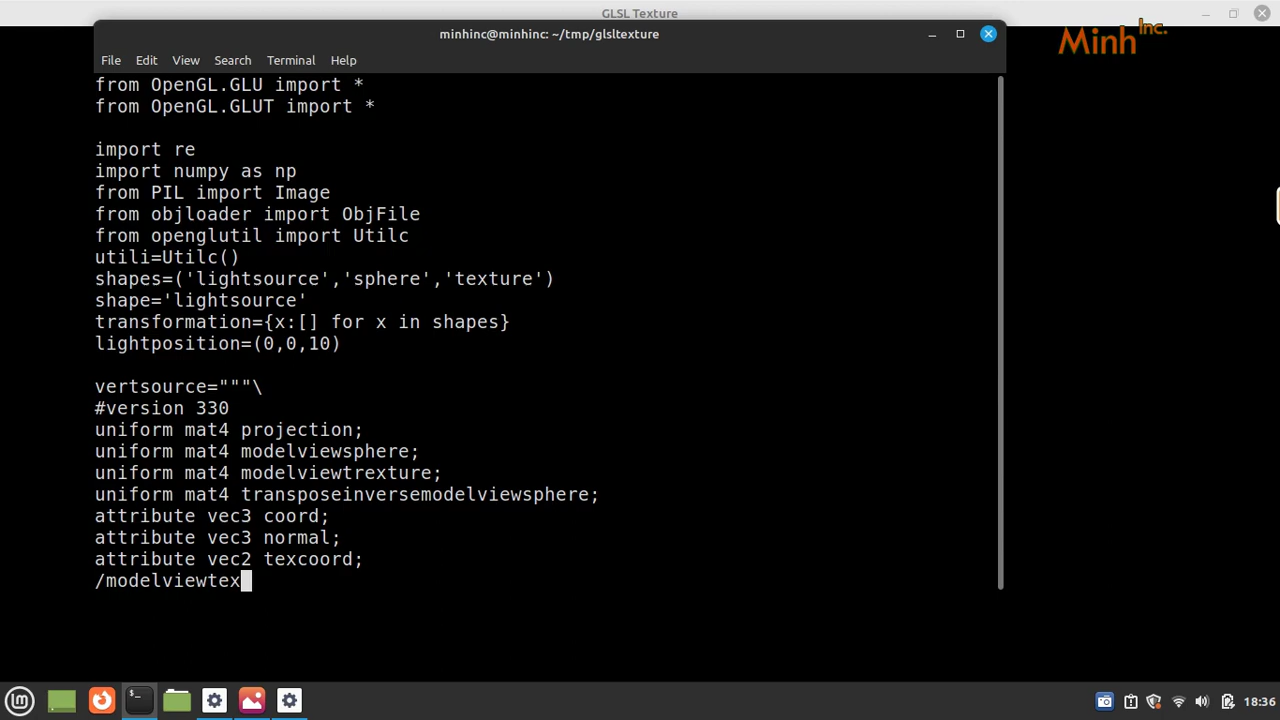 GLSL Texture
minhinc@minhinc: ~/tmp/glsltexture
Minh Inc.
File Edit View Search Terminal Help
from OpenGL.GLU import *
from OpenGL.GLUT import *
import re
import numpy as np
from PIL import Image
from objloader import ObjFile
from openglutil import Utilc
utili=Utilc()
shapes=('lightsource','sphere','texture')
shape='lightsource'
transformation={x:[] for x in shapes}
lightposition=(0,0,10)
vertsource="""\
#version 330
uniform mat4 projection;
uniform mat4 modelviewsphere;
uniform mat4 modelviewtrexture;
uniform mat4 transposeinversemodelviewsphere;
attribute vec3 coord;
attribute vec3 normal;
attribute vec2 texcoord;
/modelviewtex
18:36